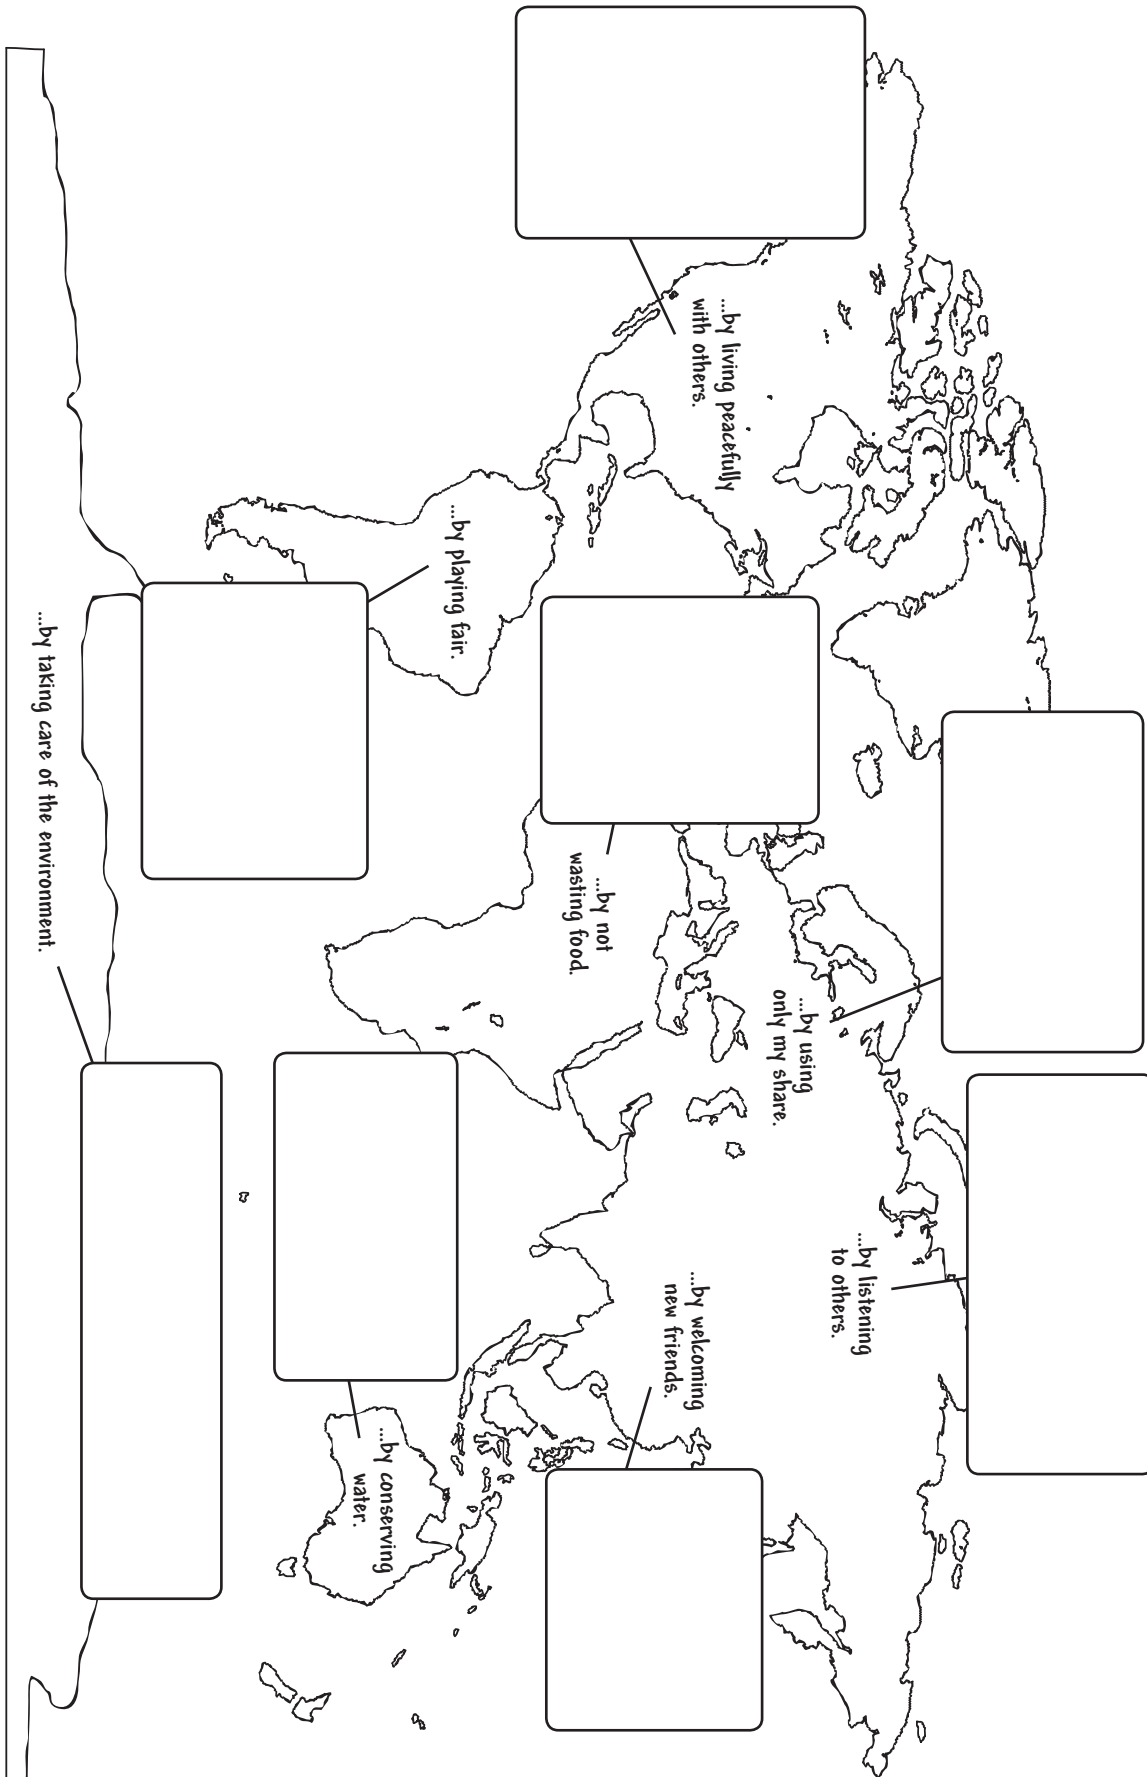 ...by living peacefully
with others.
...by playing fair.
...by not
wasting food.
...by using
only my share.
...by listening
to others.
...by welcoming
new friends.
...by conserving
water.
...by taking care of the environment.